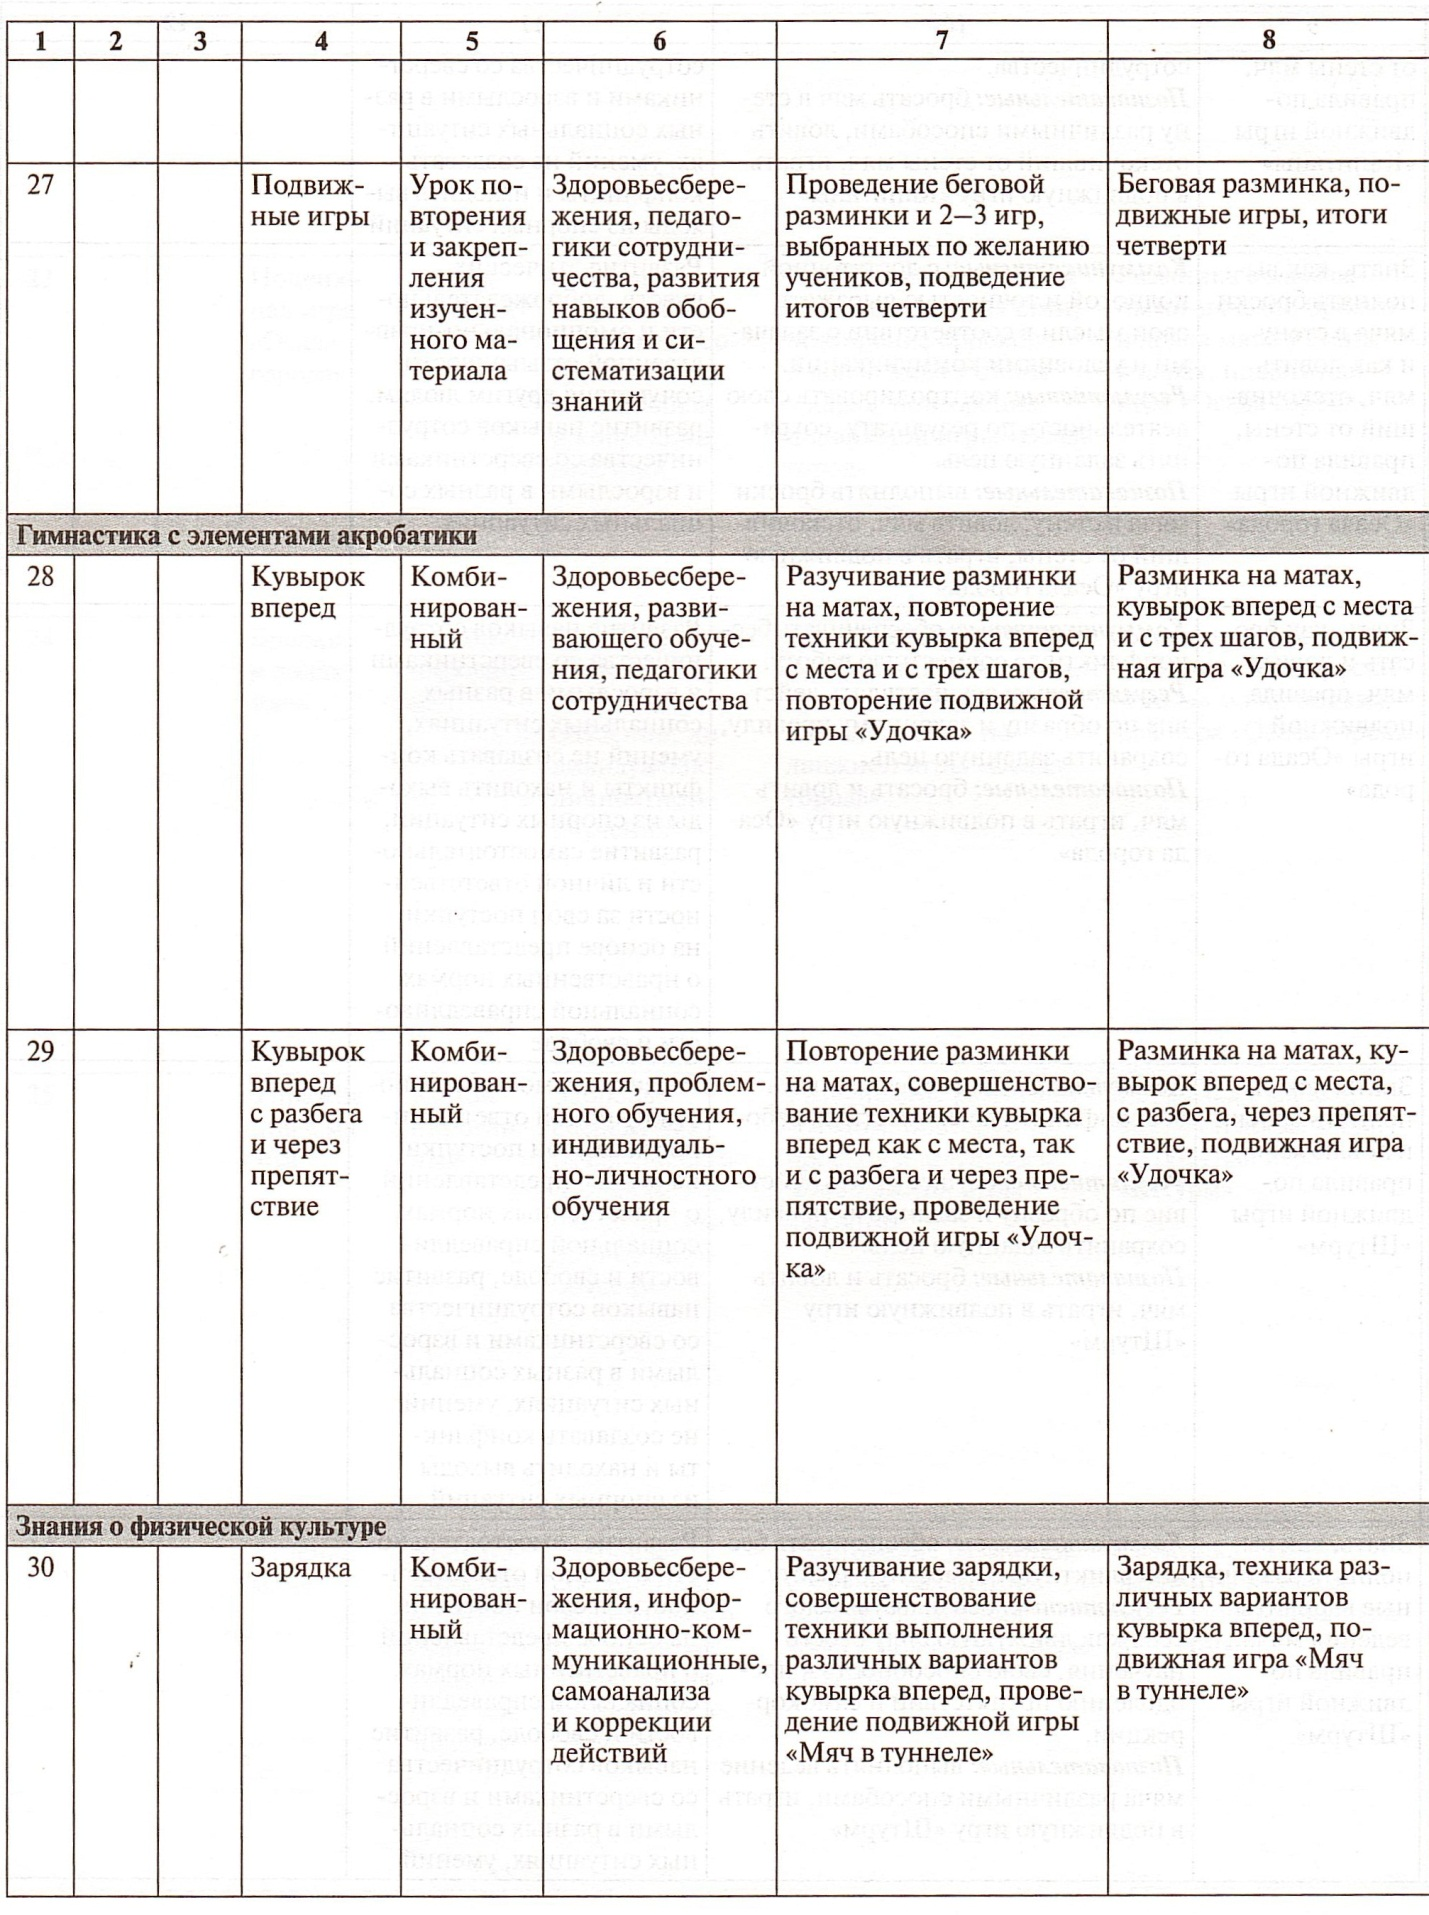 1 2 3 4 5 6 7 8
27
Подвиж-
ные игры
Урок по-
вторения
и закреп-
ления
изучен-
ного ма-
териала
Здоровьесбере-
жения, педаго-
гики сотрудни-
чества, развития
навыков обоб-
щения и си-
стематизации
знаний
Проведение беговой
разминки и 2–3 игр,
выбранных по желанию
учеников, подведение
итогов четверти
Беговая разминка, по-
движные игры, итоги
четверти
Гимнастика с элементами акробатики
28
Кувырок
вперед
Комби-
нирован-
ный
Здоровьесбере-
жения, разви-
вающего обуче-
ния, педагогики
сотрудничества
Разучивание разминки
на матах, повторение
техники кувырка вперед
с места и с трех шагов,
повторение подвижной
игры «Удочка»
Разминка на матах,
кувырок вперед с места
и с трех шагов, подвиж-
ная игра «Удочка»
29
Кувырок
вперед
с разбега
и через
препят-
ствие
Комби-
нирован-
ный
Здоровьесбере-
жения, проблем-
ного обучения,
индивидуаль-
но-личностного
обучения
Повторение разминки
на матах, совершенство-
вание техники кувырка
вперед как с места, так
и с разбега и через пре-
пятствие, проведение
подвижной игры «Удоч-
ка»
Разминка на матах, ку-
вырок вперед с места,
с разбега, через препят-
ствие, подвижная игра
«Удочка»
Знания о физической культуре
30
Зарядка
Комби-
нирован-
ный
Здоровьесбере-
жения, инфор-
мационно-ком-
муникационные,
самоанализа
и коррекции
действий
Разучивание зарядки,
совершенствование
техники выполнения
различных вариантов
кувырка вперед, прове-
дение подвижной игры
«Мяч в туннеле»
Зарядка, техника раз-
личных вариантов
кувырка вперед, по-
движная игра «Мяч
в туннеле»